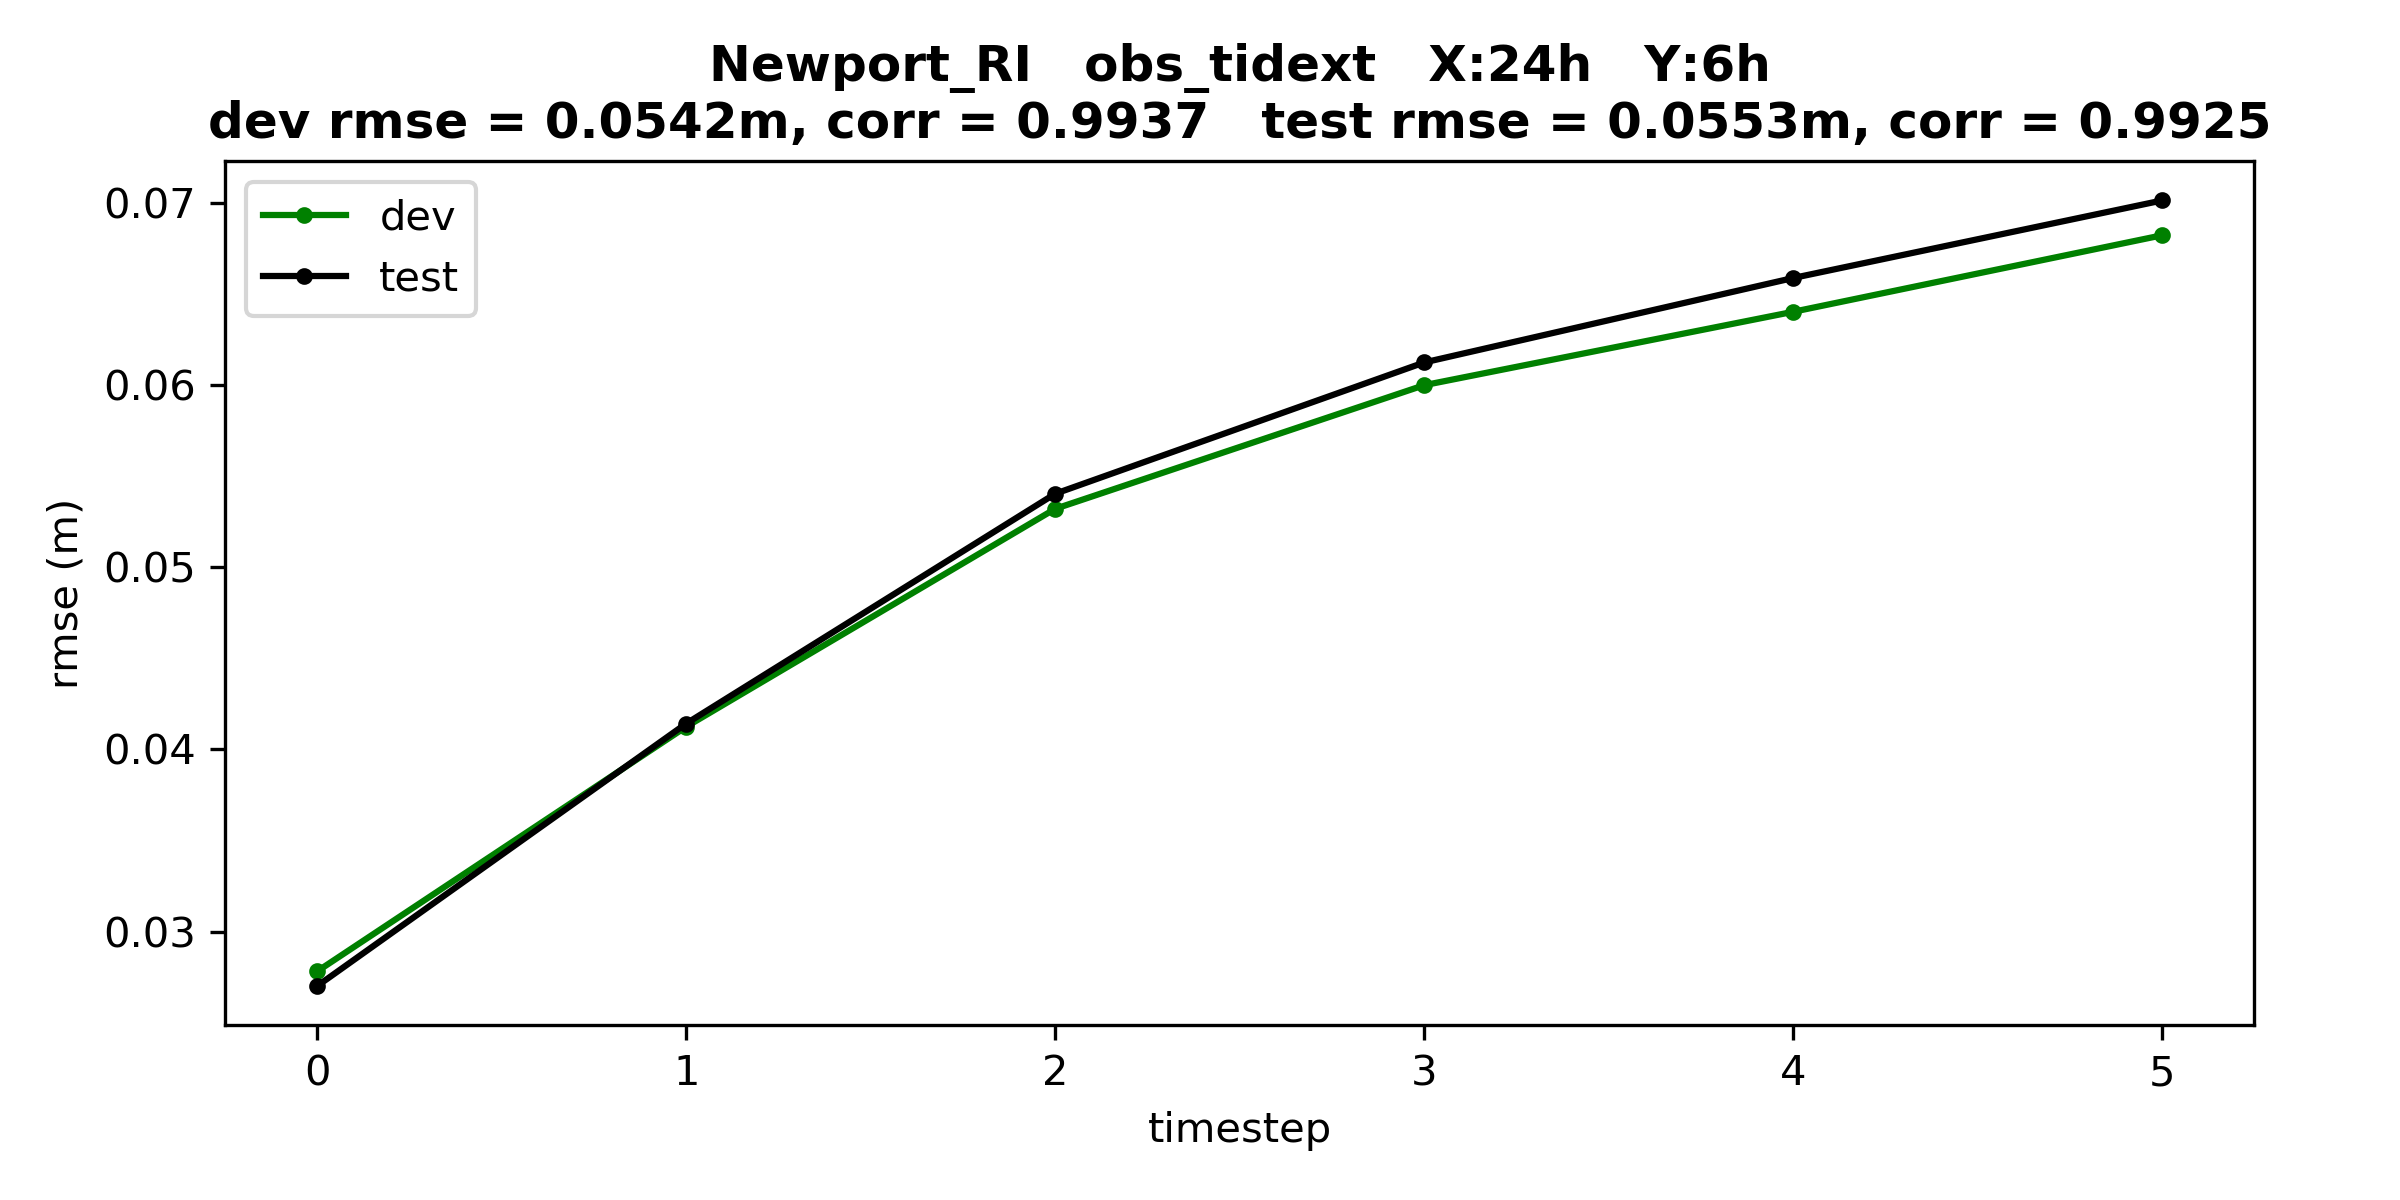 Newport_RI obs_tidext X:24h Y:6h
dev rmse = 0.0542m, corr = 0.9937 test rmse = 0.0553m, corr = 0.9925
dev
test
0.07
0.06
0.05
0.04
0.03
rmse (m)
0 1 2 3 4 5
timestep